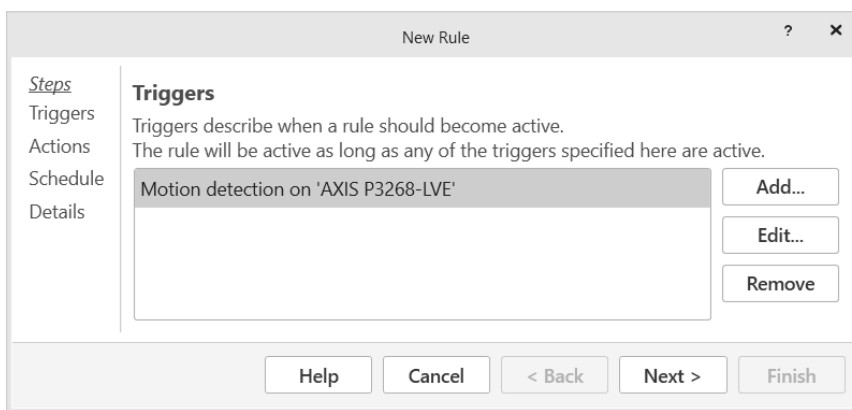 New Rule
?
×
Steps
Triggers
Actions
Schedule
Details
Triggers
Triggers describe when a rule should become active.
The rule will be active as long as any of the triggers specified here are active.
Motion detection on 'AXIS P3268-LVE'
Add...
Edit...
Remove
Help
Cancel
< Back
Next >
Finish